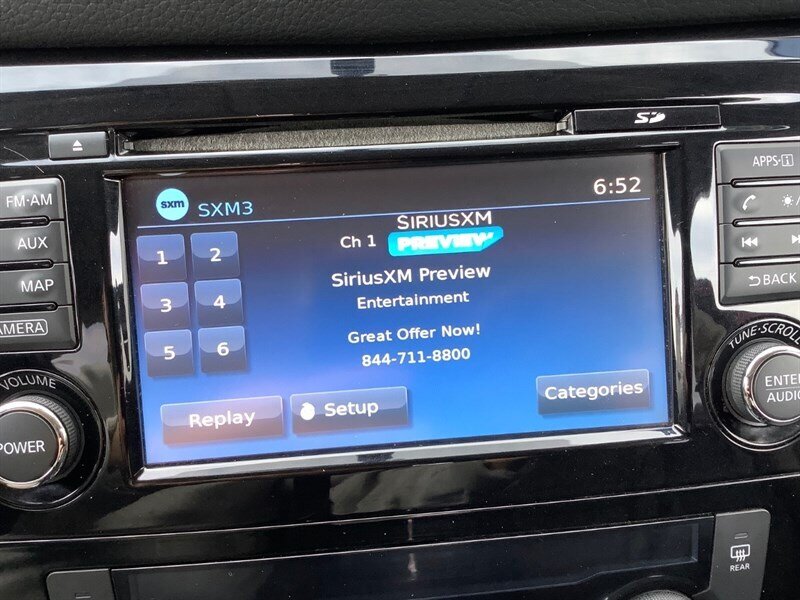 SD
APPS·i
FM·AM
AUX
MAP
CAMERA
BACK
sxm SXM3
6:52
SIRIUSXM
Ch 1 PREVIEW
SiriusXM Preview
Entertainment
Great Offer Now!
844-711-8800
1 2
3 4
5 6
Replay
Setup
Categories
VOLUME
POWER
TUNE·SCROLL
ENTER
AUDIO
REAR